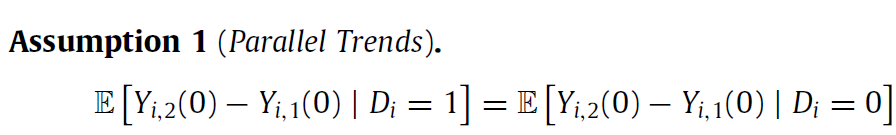 Assumption 1 (Parallel Trends).
𝔼[Y_{i,2}(0) − Y_{i,1}(0) | D_i = 1] = 𝔼[Y_{i,2}(0) − Y_{i,1}(0) | D_i = 0]